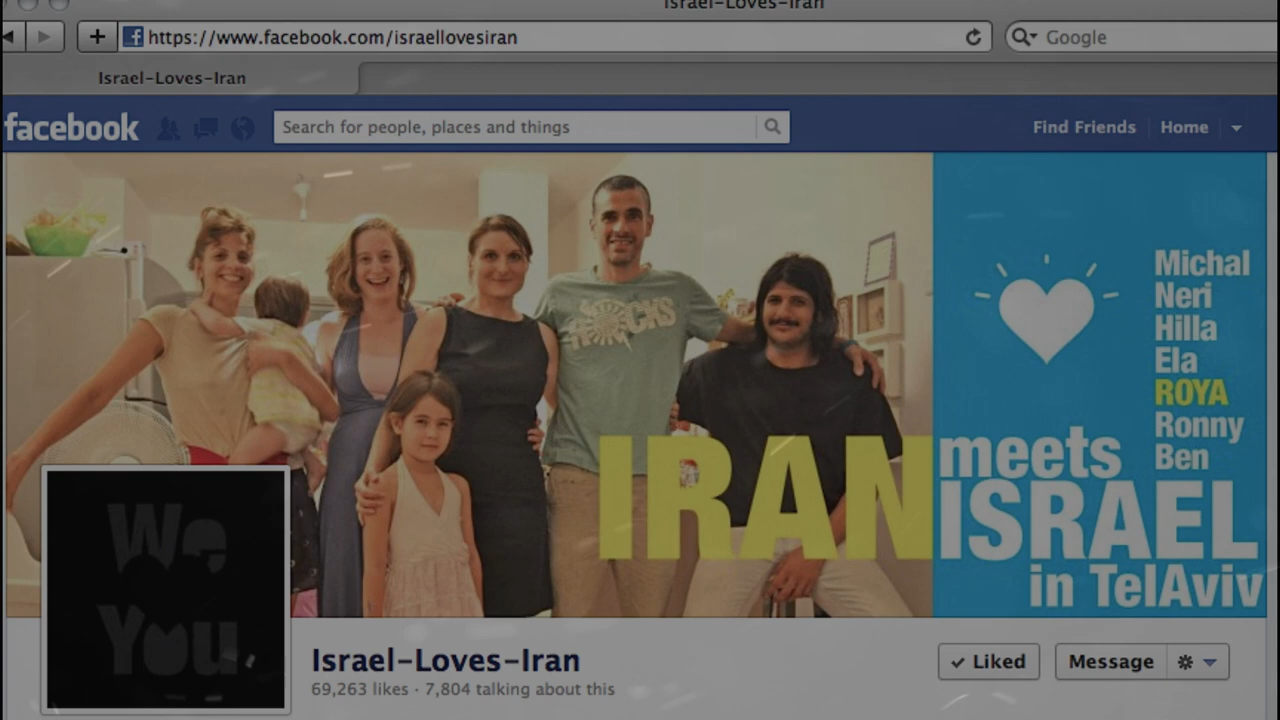 Israel-Loves-Iran
https://www.facebook.com/israellovesiran
Google
Israel-Loves-Iran
facebook
Search for people, places and things
Find Friends
Home
Michal
Neri
Hilla
Ela
ROYA
Ronny
Ben
IRAN meets
ISRAEL
in TelAviv
We
You
Israel-Loves-Iran
69,263 likes · 7,804 talking about this
Liked
Message